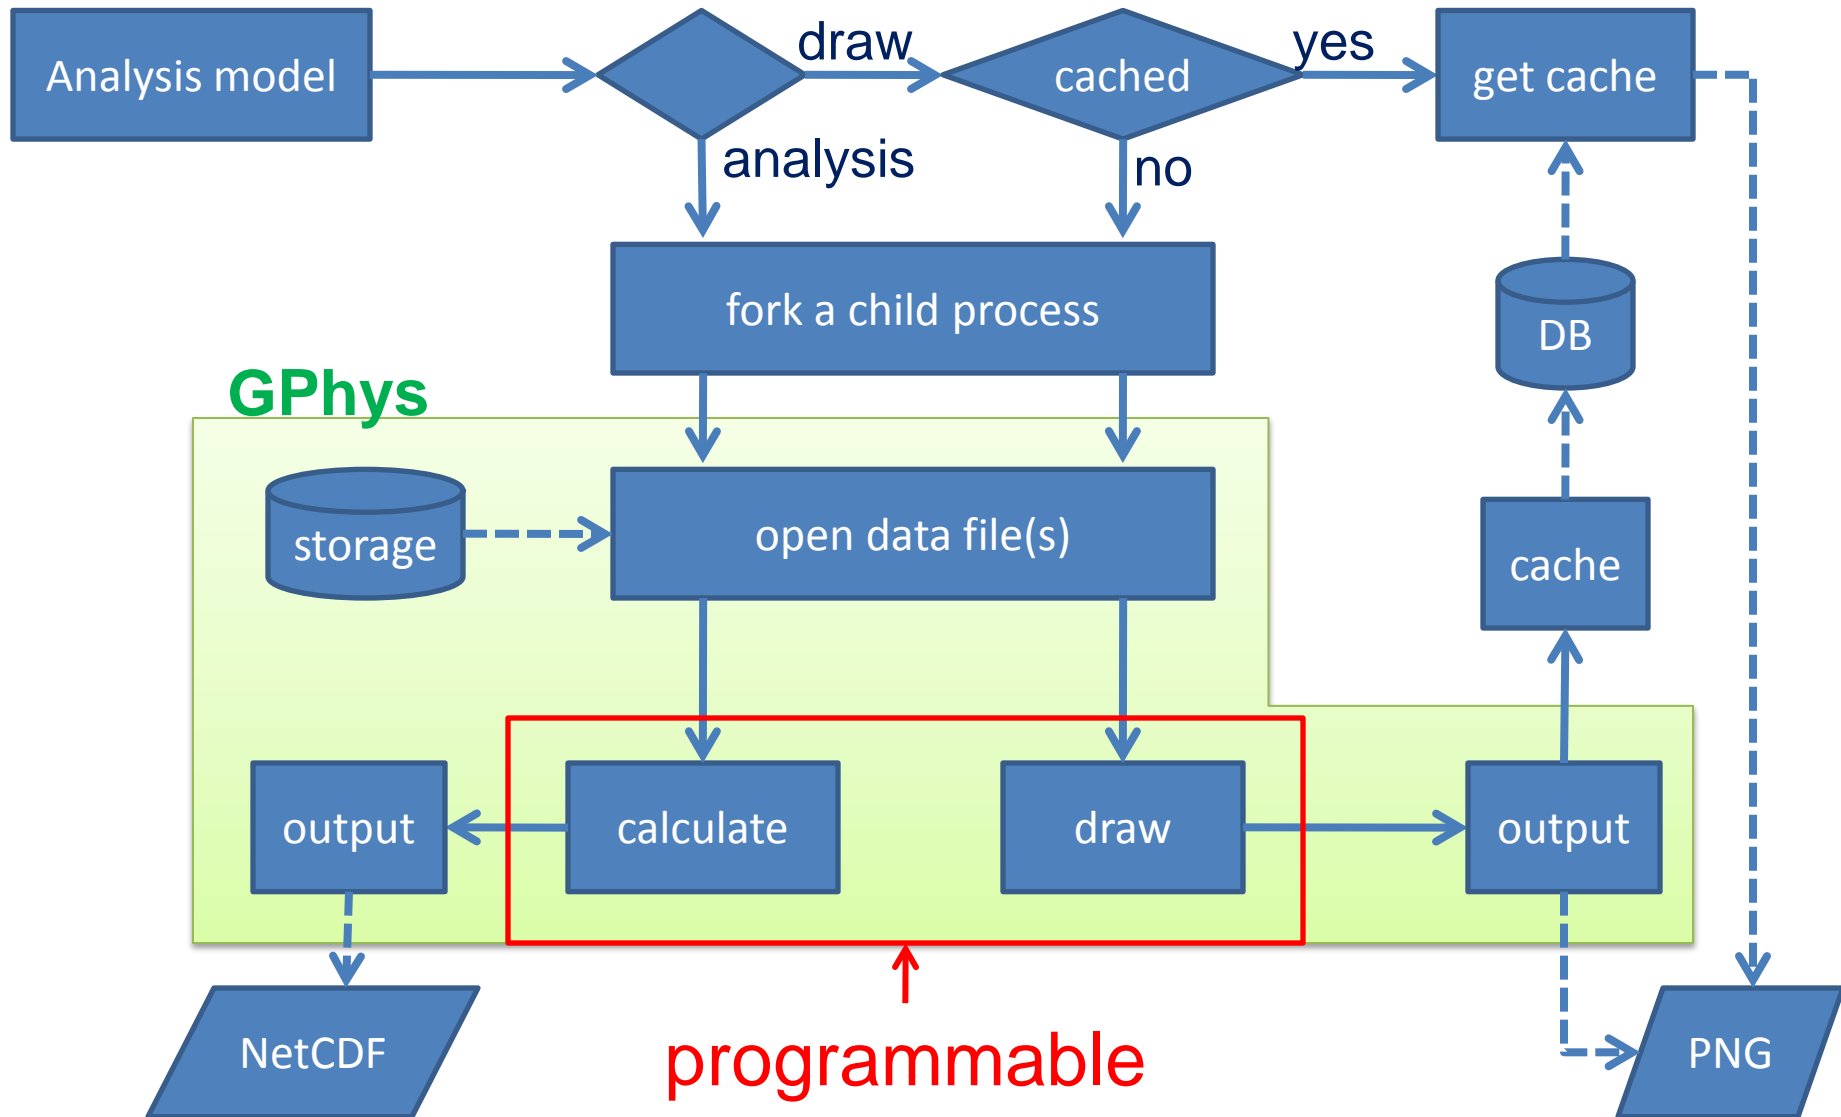 Analysis model
draw
cached
yes
get cache
analysis
no
fork a child process
DB
GPhys
storage
open data file(s)
cache
output
calculate
draw
output
NetCDF
programmable
PNG